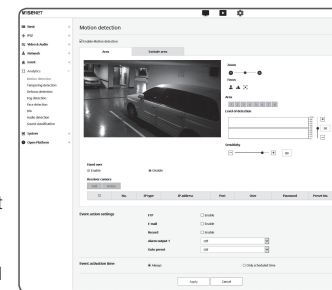 WISENET
Basic
PTZ
Video & Audio
Network
Event
Analytics
Motion detection
Tampering detection
Defocus detection
Fog detection
Face detection
IVA
Audio detection
Sound classification
System
Open Platform
Motion detection
Enable Motion detection
Area
Exclude area
Zoom
Focus
Area
Level of detection
Sensitivity
80
Hand over
Enable
Disable
Receiver camera
No.
IP type
IP address
Port
User
Password
Preset No.
Event action settings
FTP
Enable
E-mail
Enable
Record
Enable
Alarm output 1
Off
Goto preset
Off
Event activation time
Always
Only scheduled time
Apply
Cancel